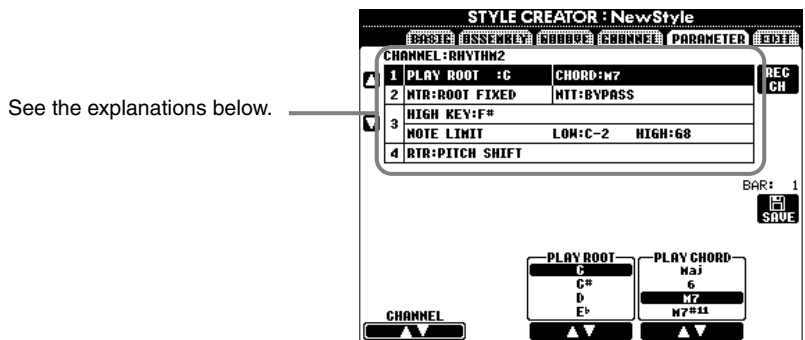 STYLE CREATOR : NewStyle
BASIC ASSEMBLY GROOVE CHANNEL PARAMETER EDIT
CHANNEL:RHYTHM2
1 PLAY ROOT :C CHORD:M7
REC CH
2 NTR:ROOT FIXED NTT:BYPASS
See the explanations below.
3 HIGH KEY:F#
NOTE LIMIT LOW:C-2 HIGH:G8
4 RTR:PITCH SHIFT
BAR: 1
SAVE
PLAY ROOT PLAY CHORD
C Maj
C# 6
D M7
E♭ M7#11
CHANNEL